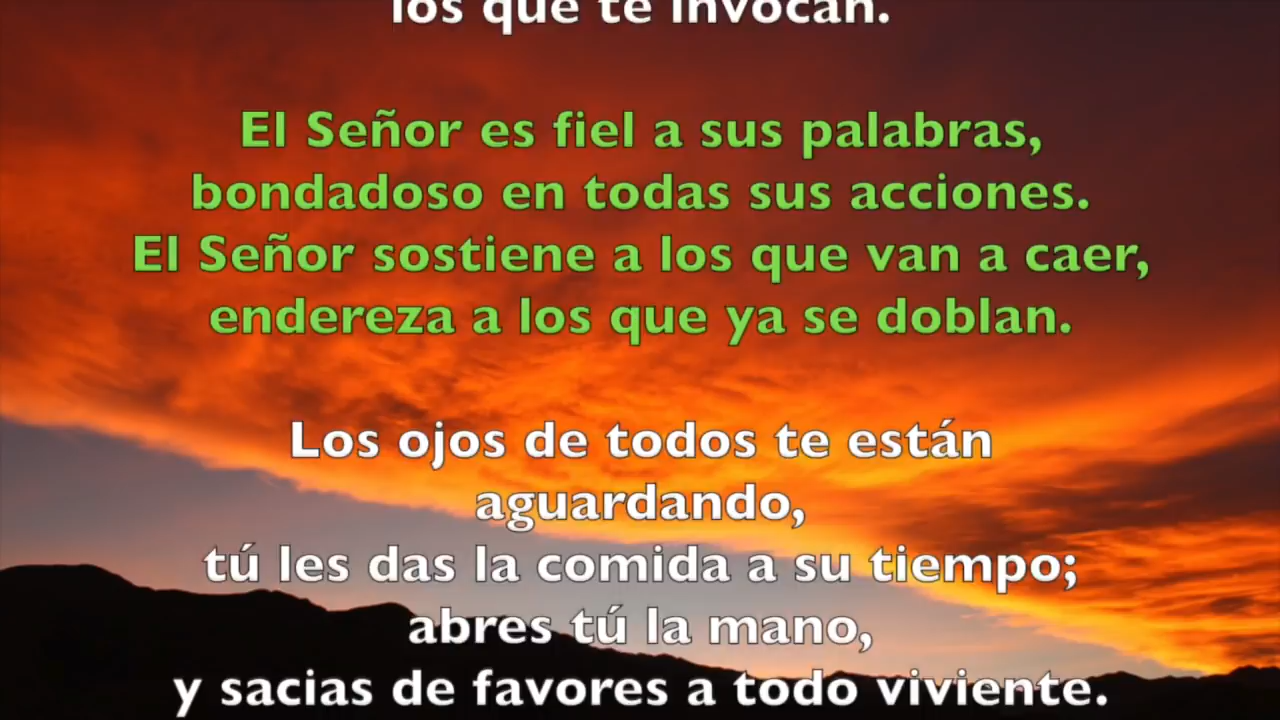 los que te invocan.
El Señor es fiel a sus palabras,
bondadoso en todas sus acciones.
El Señor sostiene a los que van a caer,
endereza a los que ya se doblan.
Los ojos de todos te están
aguardando,
tú les das la comida a su tiempo;
abres tú la mano,
y sacias de favores a todo viviente.